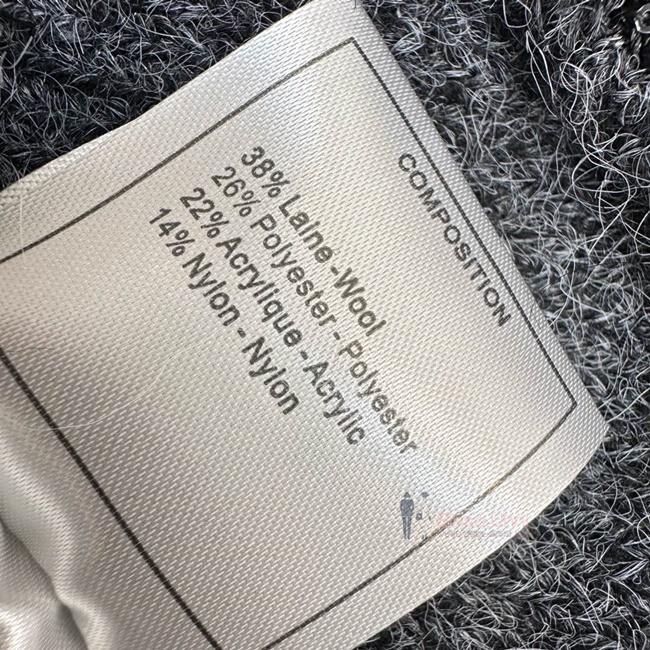 COMPOSITION
38% Laine -Wool
26% Polyester - Polyester
22% Acrylique - Acrylic
14% Nylon - Nylon